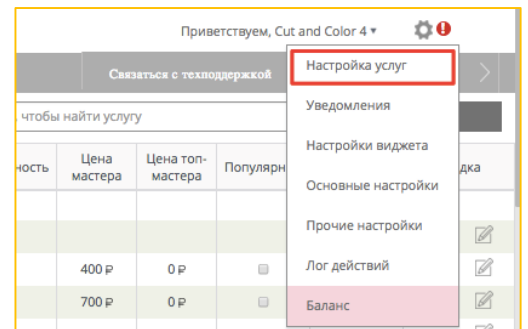 Приветствуем, Cut and Color 4
Связаться с техподдержкой
Настройка услуг
, чтобы найти услугу
Уведомления
Настройки виджета
Основные настройки
Прочие настройки
Лог действий
Баланс
ность
Цена мастера
Цена топ-мастера
Популярн
дка
400 ₽ 0 ₽
700 ₽ 0 ₽